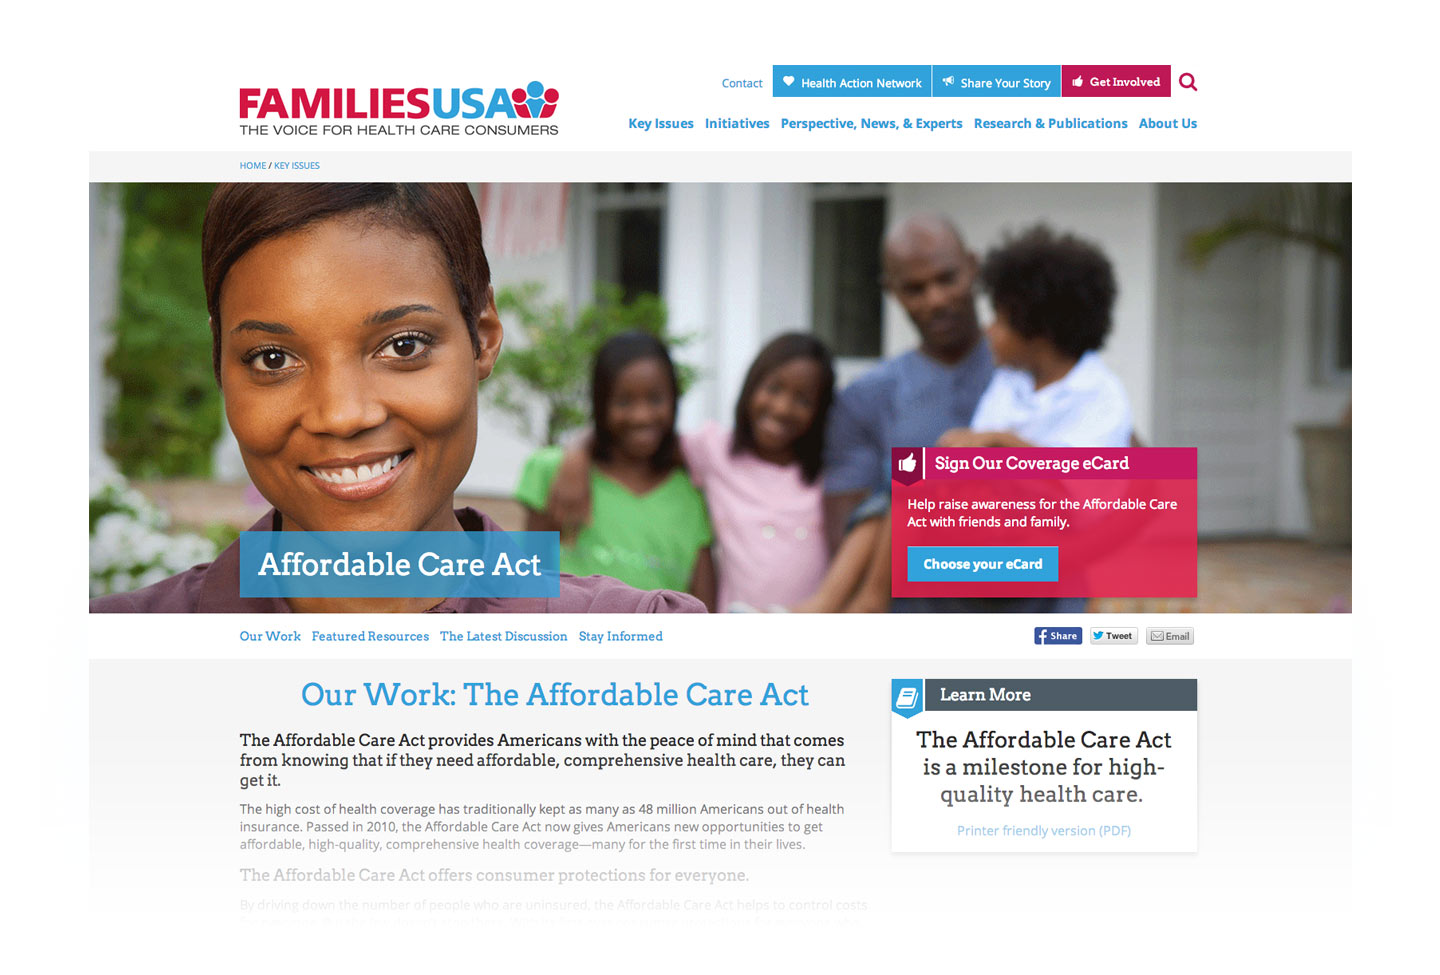 Contact
Health Action Network
Share Your Story
Get Involved
FAMILIESUSA
THE VOICE FOR HEALTH CARE CONSUMERS
Key Issues Initiatives Perspective, News, & Experts Research & Publications About Us
HOME / KEY ISSUES
Sign Our Coverage eCard
Help raise awareness for the Affordable Care
Act with friends and family.
Choose your eCard
Affordable Care Act
Our Work Featured Resources The Latest Discussion Stay Informed
Share
Tweet
Email
Our Work: The Affordable Care Act
The Affordable Care Act provides Americans with the peace of mind that comes
from knowing that if they need affordable, comprehensive health care, they can
get it.
The high cost of health coverage has traditionally kept as many as 48 million Americans out of health
insurance. Passed in 2010, the Affordable Care Act now gives Americans new opportunities to get
affordable, high-quality, comprehensive health coverage—many for the first time in their lives.
The Affordable Care Act offers consumer protections for everyone.
By driving down the number of people who are uninsured, the Affordable Care Act helps to control costs
Learn More
The Affordable Care Act
is a milestone for high-
quality health care.
Printer friendly version (PDF)